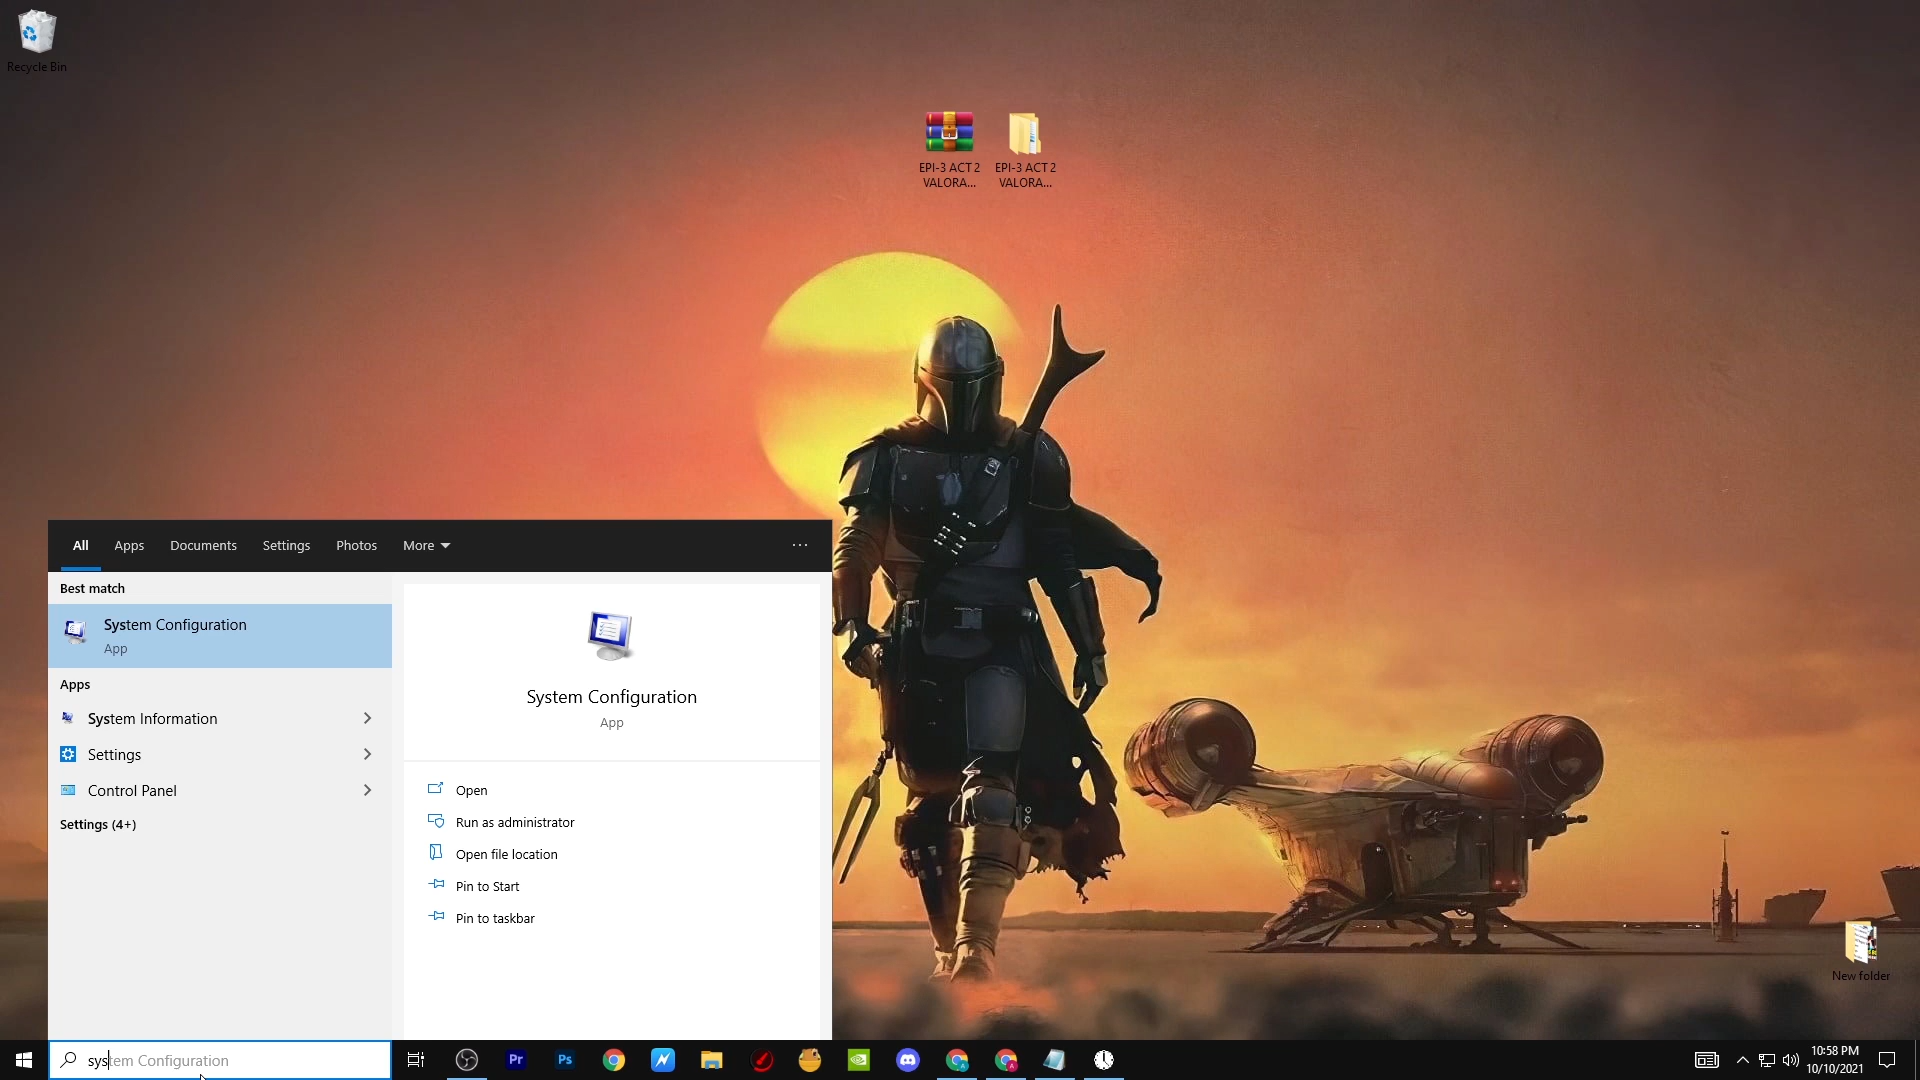 Recycle Bin
EPI-3 ACT 2
VALORA...
EPI-3 ACT 2
VALORA...
All
Apps
Documents
Settings
Photos
More
...
Best match
System Configuration
App
Apps
System Information
Settings
Control Panel
Settings (4+)
System Configuration
App
Open
Run as administrator
Open file location
Pin to Start
Pin to taskbar
New folder
system Configuration
Pr
Ps
10:58 PM
10/10/2021